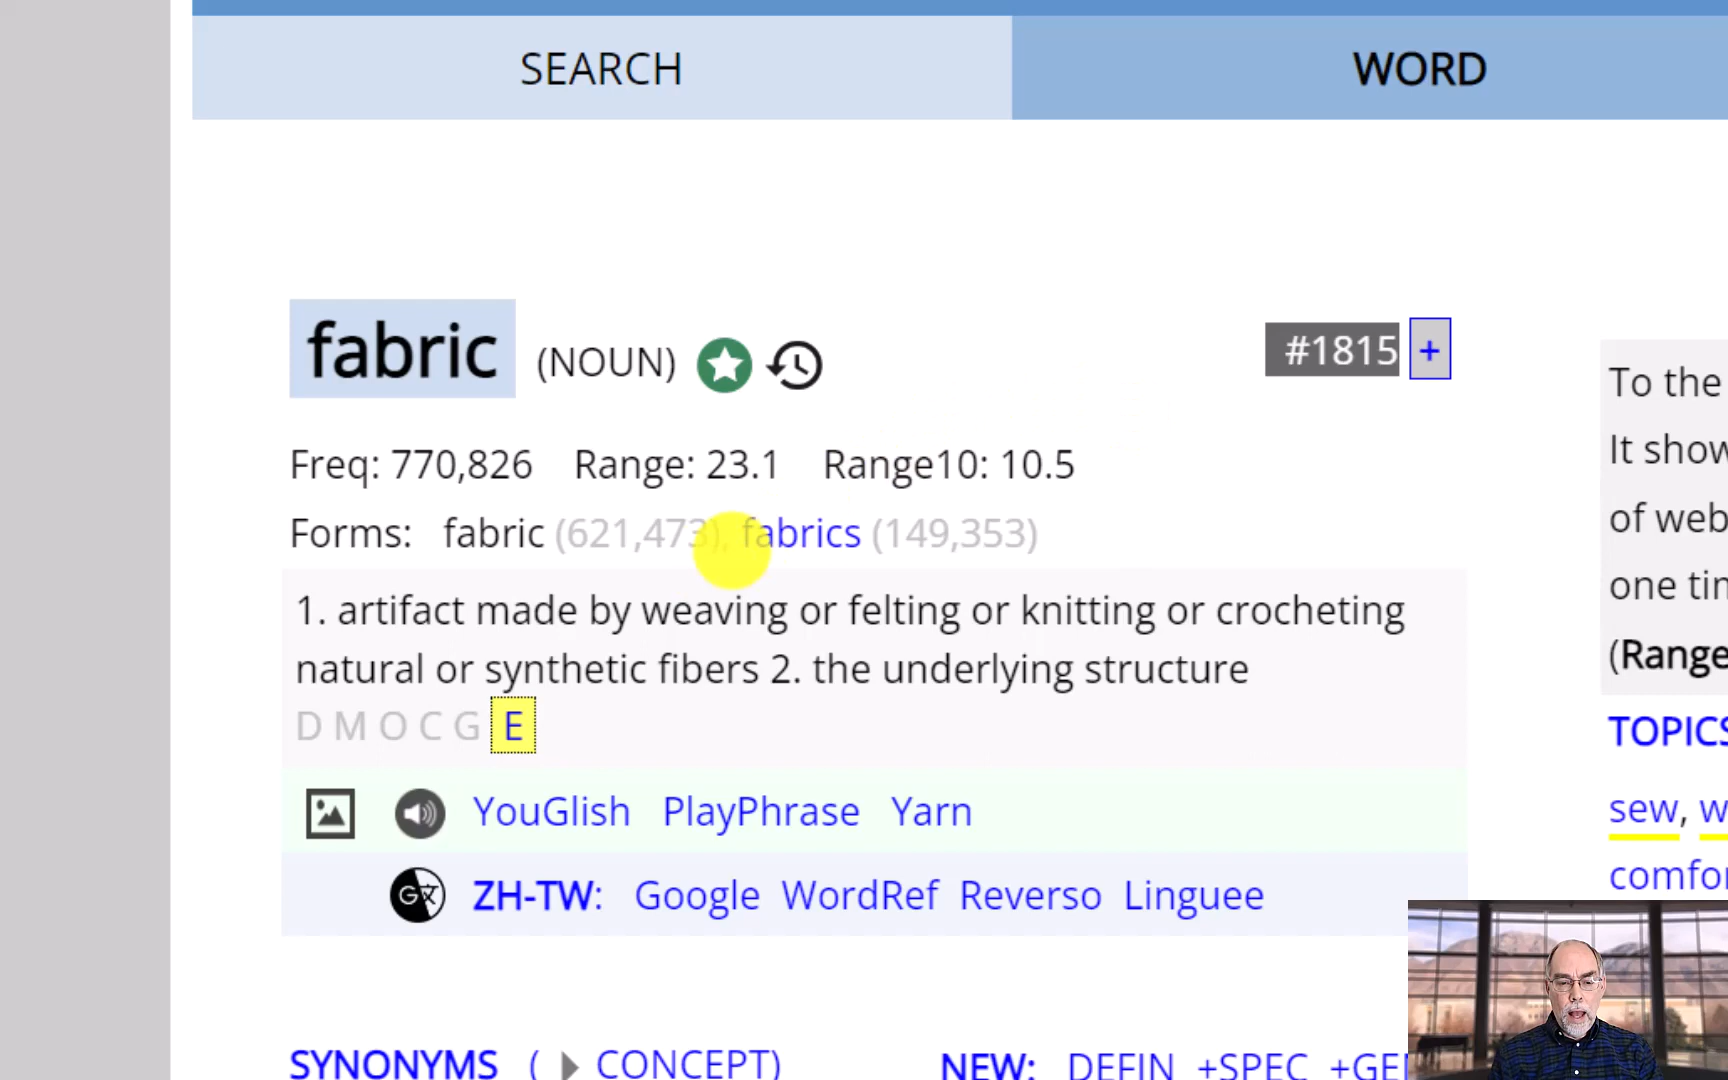 SEARCH WORD
fabric (NOUN) #1815 +
Freq: 770,826 Range: 23.1 Range10: 10.5
Forms: fabric (621,473), fabrics (149,353)
1. artifact made by weaving or felting or knitting or crocheting
natural or synthetic fibers 2. the underlying structure
D M O C G E
YouGlish PlayPhrase Yarn
ZH-TW: Google WordRef Reverso Linguee
SYNONYMS ( CONCEPT) NEW: DEFIN +SPEC
To the
It show
of web
one
(Range
TOPICS
sew,